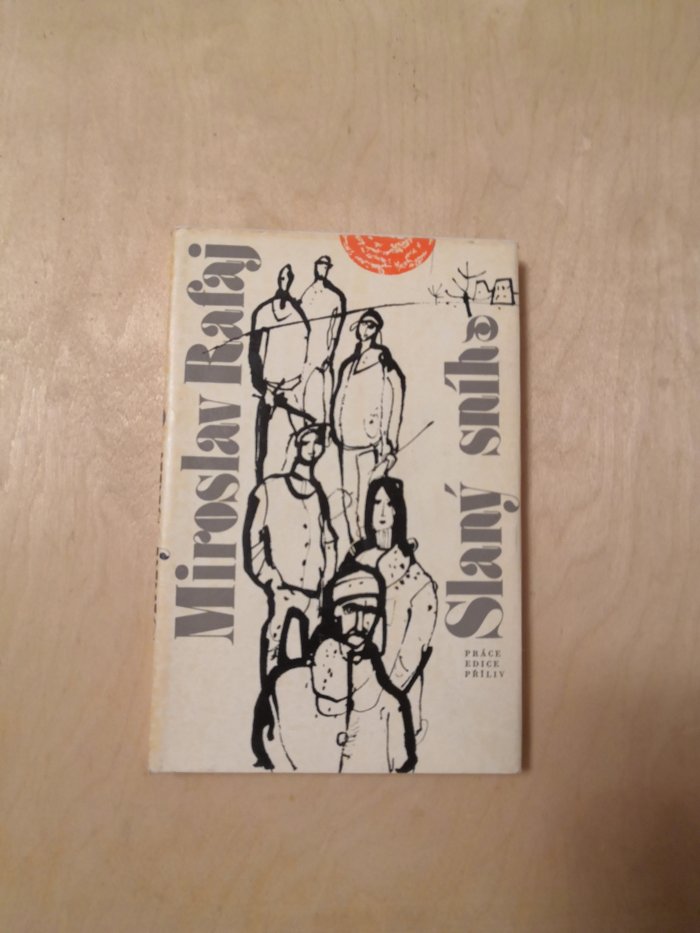 Miroslav Rafaj
Slaný sníh
PRÁCE
EDICE
PŘÍLIV